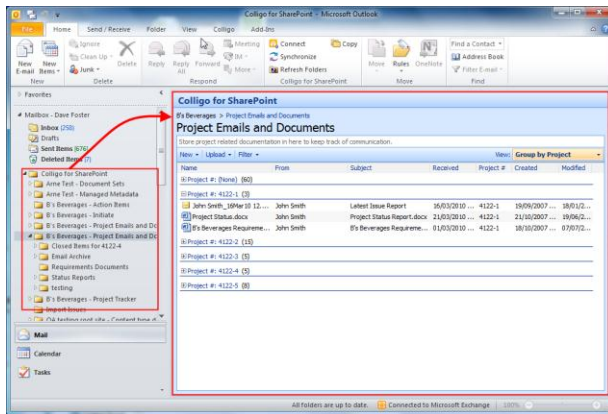 Colligo for SharePoint - Microsoft Outlook
File Home Send / Receive Folder View Colligo Add-Ins
New E-mail
New Items
New
Ignore
Clean Up
Junk
Delete
Delete
Reply
Reply All
Forward
Meeting
IM
More
Respond
Connect
Copy
Synchronize
Refresh Folders
Colligo for SharePoint
Move
Rules
OneNote
Move
Find a Contact
Address Book
Filter E-mail
Find
Favorites
Mailbox - Dave Foster
Inbox (258)
Drafts
Sent Items (676)
Deleted Items (7)
Colligo for SharePoint
Arne Test - Document Sets
Arne Test - Managed Metadata
B's Beverages - Action Items
B's Beverages - Initiate
B's Beverages - Project Emails and Dc
B's Beverages - Project Emails and Dc
Closed Items for 4122-4
Email Archive
Requirements Documents
Status Reports
testing
B's Beverages - Project Tracker
Import Issues
OA testing root site - Content type d
Mail
Calendar
Tasks
Colligo for SharePoint
B's Beverages > Project Emails and Documents
Project Emails and Documents
Store project related documentation in here to keep track of communication.
New Upload Filter View: Group by Project
Name From Subject Received Project # Created Modified
Project #: (None) (60)
Project #: 4122-1 (3)
John Smith_16Mar10 12.... John Smith Latest Issue Report 16/03/2010 ... 4122-1 19/09/2007 ... 18/01/2...
Project Status.docx John Smith Project Status Report.docx 21/03/2010 ... 4122-1 21/10/2007 ... 19/06/2...
B's Beverages Requireme... John Smith B's Beverages Requireme... 01/03/2010 ... 4122-1 18/10/2007 ... 07/07/2...
Project #: 4122-2 (15)
Project #: 4122-3 (5)
Project #: 4122-4 (5)
Project #: 4122-5 (8)
All folders are up to date. Connected to Microsoft Exchange 100%